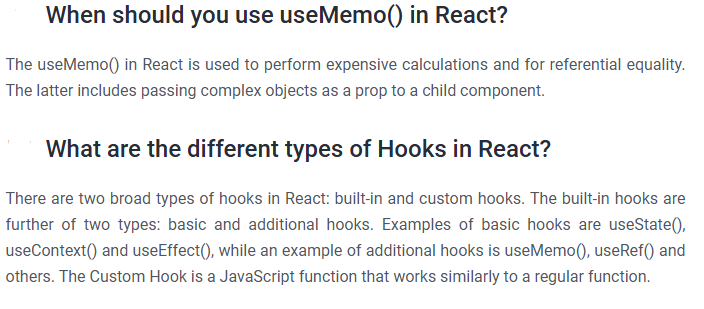 When should you use useMemo() in React?
The useMemo() in React is used to perform expensive calculations and for referential equality.
The latter includes passing complex objects as a prop to a child component.
What are the different types of Hooks in React?
There are two broad types of hooks in React: built-in and custom hooks. The built-in hooks are
further of two types: basic and additional hooks. Examples of basic hooks are useState(),
useContext() and useEffect(), while an example of additional hooks is useMemo(), useRef() and
others. The Custom Hook is a JavaScript function that works similarly to a regular function.